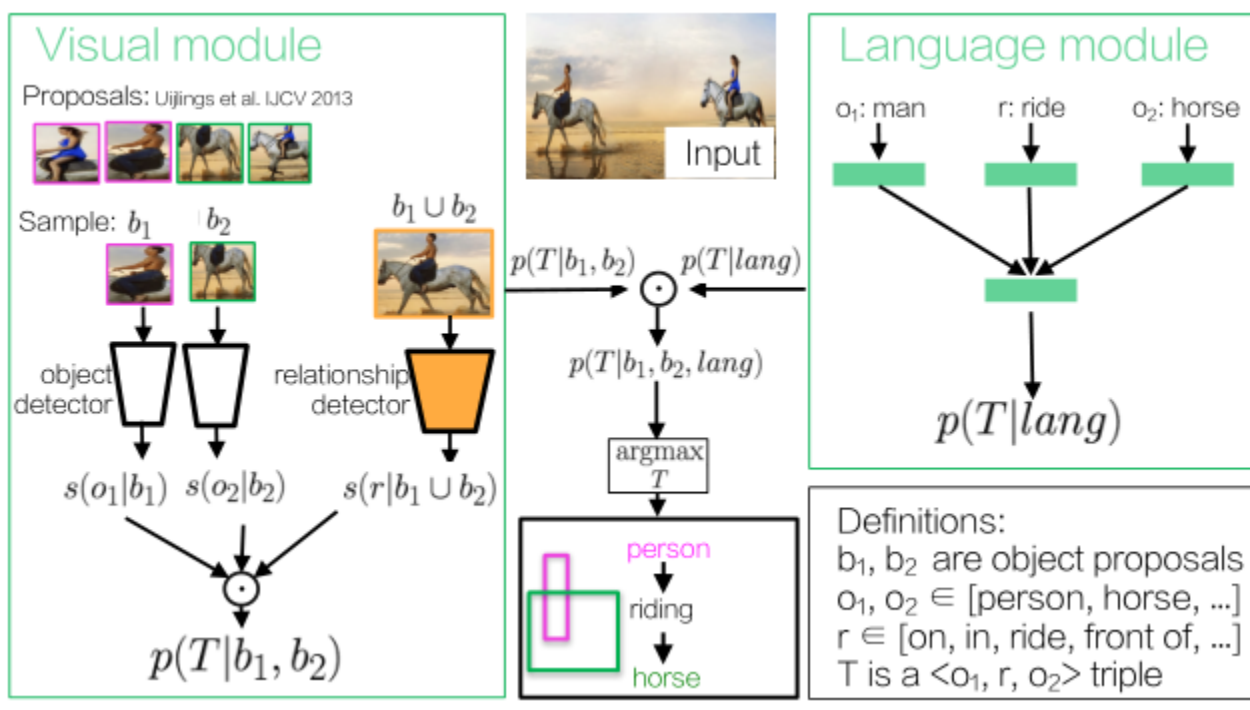 Visual module
Proposals: Uijlings et al. IJCV 2013
Sample: b₁ b₂
b₁ ∪ b₂
object
detector
relationship
detector
s(o₁|b₁) s(o₂|b₂) s(r|b₁ ∪ b₂)
p(T|b₁, b₂)
Input
p(T|b₁, b₂) p(T|lang)
p(T|b₁, b₂, lang)
argmax
T
person
riding
horse
Language module
o₁: man r: ride o₂: horse
p(T|lang)
Definitions:
b₁, b₂ are object proposals
o₁, o₂ ∈ [person, horse, ...]
r ∈ [on, in, ride, front of, ...]
T is a <o₁, r, o₂> triple